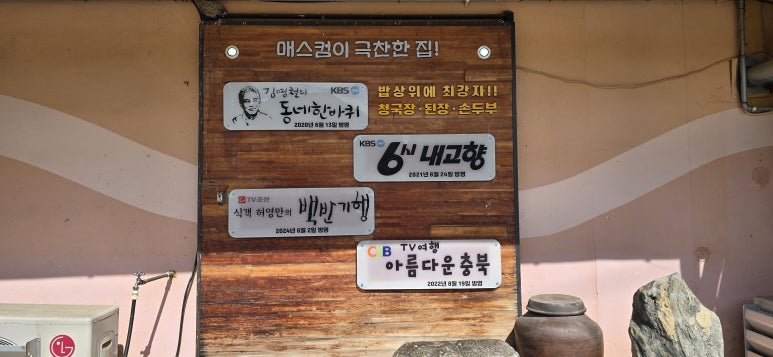 매스컴이 극찬한 집!
김영철의 KBS
동네한바퀴
2020년 6월 13일 방영
밥상위에 최강자!!
청국장·된장·손두부
KBS
6시 내고향
2021년 8월 24일 방영
TV조선
식객 허영만의 백반기행
2024년 6월 2일 방영
CJB TV여행
아름다운충북
2022년 8월 19일 방영
LG